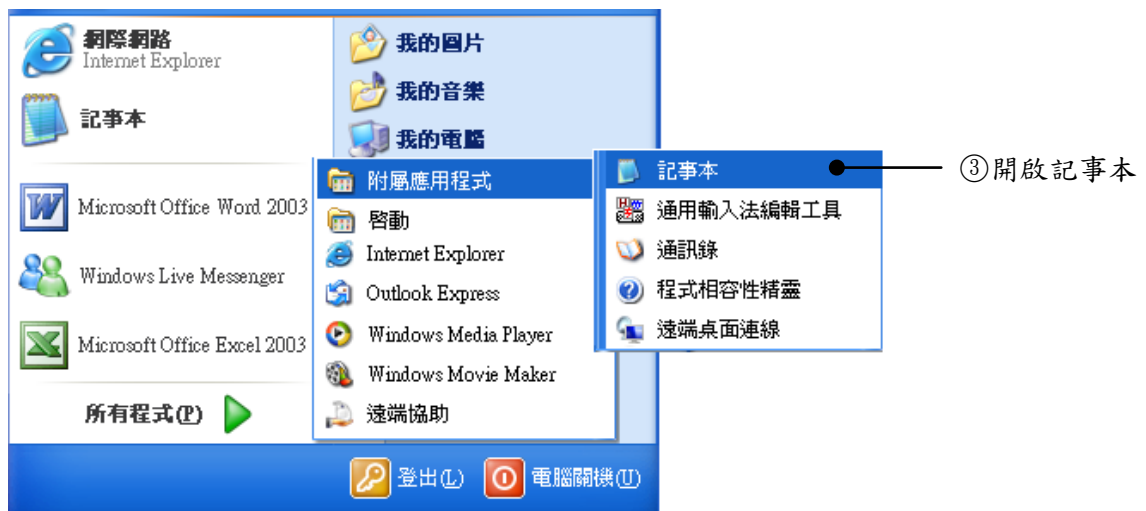 網際網路
Internet Explorer
記事本
Microsoft Office Word 2003
Windows Live Messenger
Microsoft Office Excel 2003
所有程式(P)
我的圖片
我的音樂
我的電腦
附屬應用程式
啓動
Internet Explorer
Outlook Express
Windows Media Player
Windows Movie Maker
遠端協助
記事本
通用輸入法編輯工具
通訊錄
程式相容性精靈
遠端桌面連線
③開啟記事本
登出(L)
電腦關機(U)